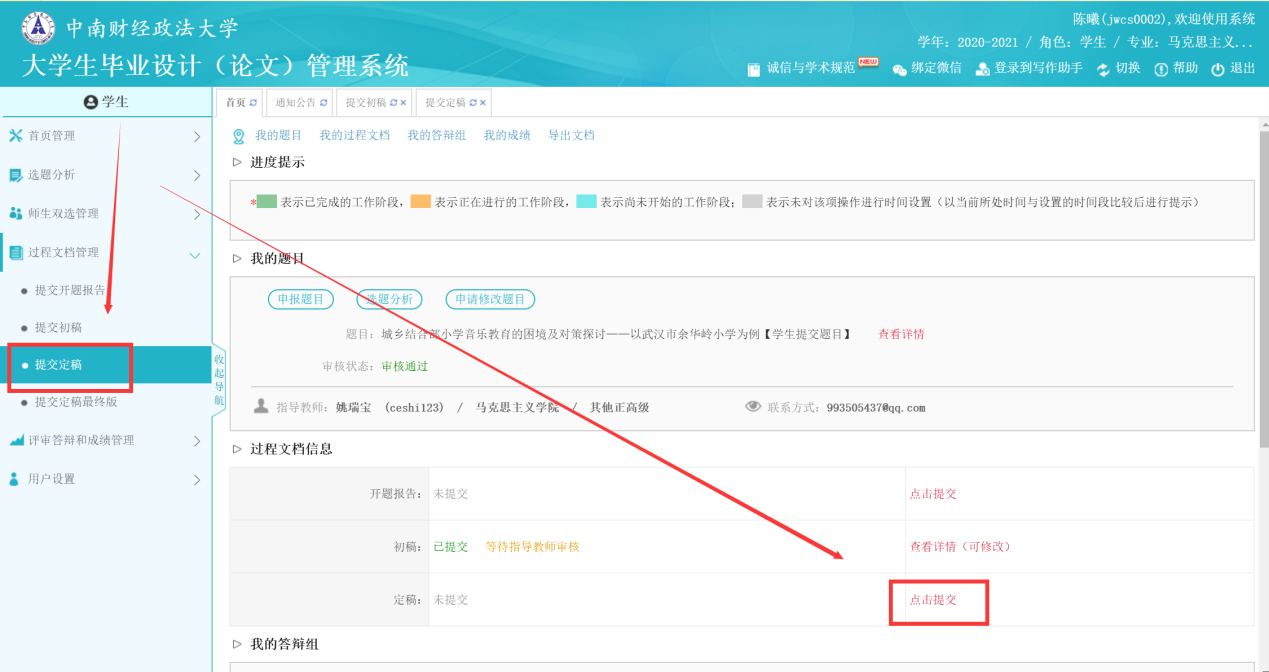 中南财经政法大学
大学生毕业设计（论文）管理系统
陈曦(jwcs0002),欢迎使用系统
学年: 2020-2021 / 角色: 学生 / 专业: 马克思主义...
诚信与学术规范 NEW 绑定微信 登录到写作助手 切换 帮助 退出
学生
首页管理
选题分析
师生双选管理
过程文档管理
提交开题报告
提交初稿
提交定稿
提交定稿最终版
评审答辩和成绩管理
用户设置
收起导航
首页 通知公告 提交初稿 × 提交定稿 ×
我的题目 我的过程文档 我的答辩组 我的成绩 导出文档
进度提示
* 表示已完成的工作阶段, 表示正在进行的工作阶段, 表示尚未开始的工作阶段; 表示未对该项操作进行时间设置（以当前所处时间与设置的时间段比较后进行提示）
我的题目
申报题目 选题分析 申请修改题目
题目: 城乡结合部小学音乐教育的困境及对策探讨——以武汉市余华岭小学为例【学生提交题目】 查看详情
审核状态: 审核通过
指导教师: 姚瑞宝 (ceshi123) / 马克思主义学院 / 其他正高级 联系方式: 993505437@qq.com
过程文档信息
开题报告: 未提交 点击提交
初稿: 已提交 等待指导教师审核 查看详情（可修改）
定稿: 未提交 点击提交
我的答辩组